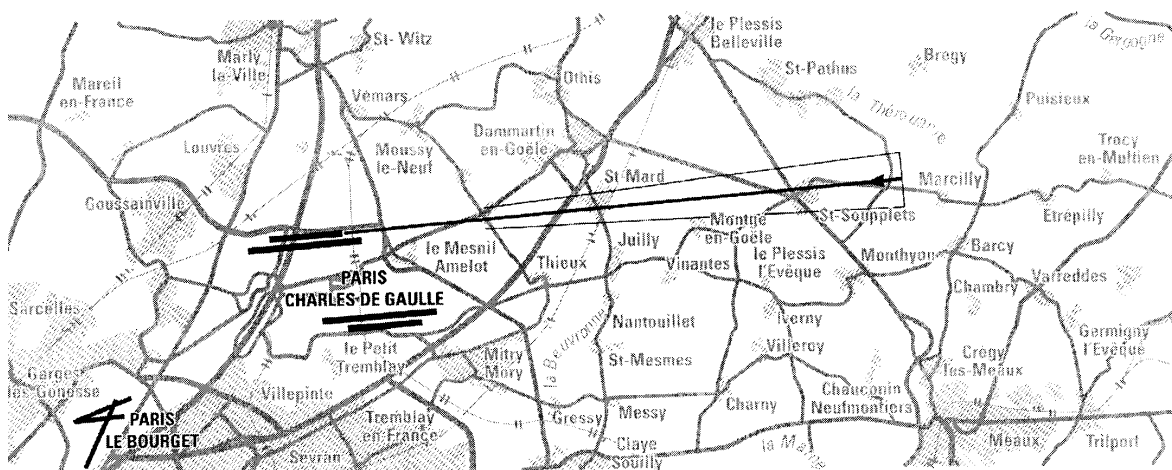 St-Witz
Marly
la-Ville
Mareil
en-France
le Plessis
Belleville
Othis
St-Pathus
Bregy
la Gergogne
Vémars
la Thérouanne
Puisieux
Dammartin
en-Goële
Trocy
en-Multien
Louvres
Moussy
le-Neuf
St-Mard
Marcilly
Goussainville
St-Soupplets
Etrépilly
Montgé
en-Goële
le Mesnil
Amelot
Juilly
le Plessis
l'Evêque
Monthyon
Barcy
Thieux
Vinantes
PARIS
CHARLES DE GAULLE
Chambry
Varreddes
Sarcelles
Nantouillet
Iverny
Germigny
l'Evêque
le Petit
Tremblay
la Beuvronne
Villeroy
Mitry
Mory
St-Mesmes
Crégy
les-Meaux
Garges
lès-Gonesse
Villepinte
Chauconin
Neufmontiers
PARIS
LE BOURGET
Tremblay
en-France
Gressy
Messy
Charny
Sevran
Claye
Souilly
la
Meaux
Trilport